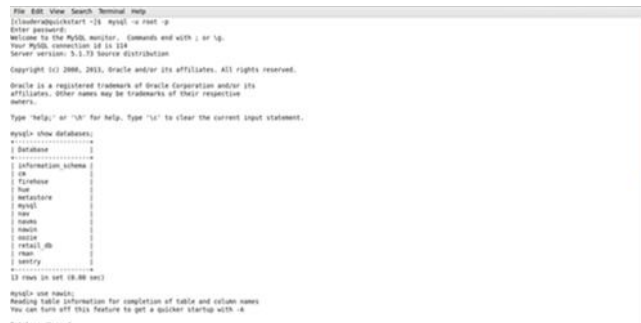 File Edit View Search Terminal Help
[cloudera@quickstart ~]$ mysql -u root -p
Enter password:
Welcome to the MySQL monitor.  Commands end with ; or \g.
Your MySQL connection id is 114
Server version: 5.1.73 Source distribution
Copyright (c) 2000, 2013, Oracle and/or its affiliates. All rights reserved.
Oracle is a registered trademark of Oracle Corporation and/or its
affiliates. Other names may be trademarks of their respective
owners.
Type 'help;' or '\h' for help. Type '\c' to clear the current input statement.
mysql> show databases;
+--------------------+
| Database           |
+--------------------+
| information_schema |
| cm                 |
| firehose           |
| hue                |
| metastore          |
| mysql              |
| nav                |
| navms              |
| nawin              |
| oozie              |
| retail_db          |
| rman               |
| sentry             |
+--------------------+
13 rows in set (0.00 sec)
mysql> use nawin;
Reading table information for completion of table and column names
You can turn off this feature to get a quicker startup with -A